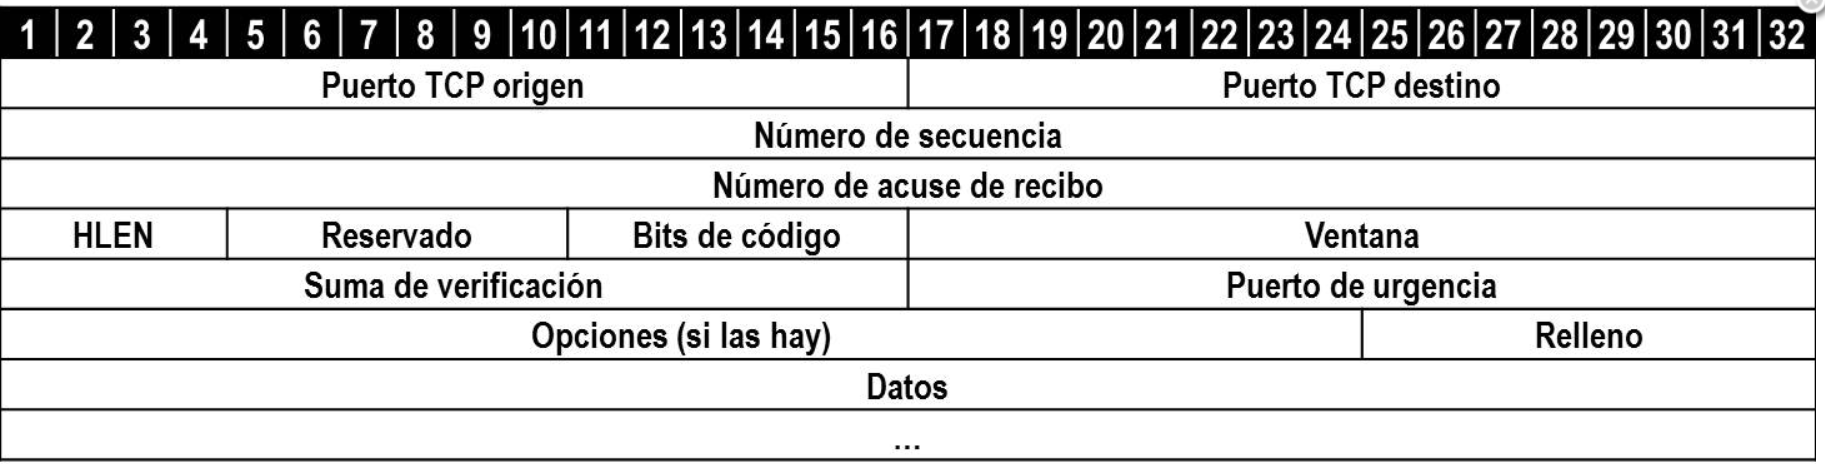 1 2 3 4 5 6 7 8 9 10 11 12 13 14 15 16 17 18 19 20 21 22 23 24 25 26 27 28 29 30 31 32
Puerto TCP origen Puerto TCP destino
Número de secuencia
Número de acuse de recibo
HLEN Reservado Bits de código Ventana
Suma de verificación Puerto de urgencia
Opciones (si las hay) Relleno
Datos
...